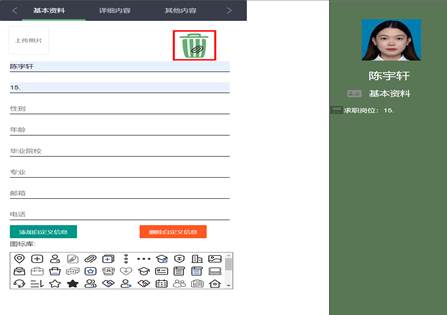 基本资料 详细内容 其他内容
上传照片
陈宇轩
15.
性别
年龄
毕业院校
专业
邮箱
电话
添加自定义信息 删除自定义信息
图标库:
陈宇轩
基本资料
求职岗位: 15.